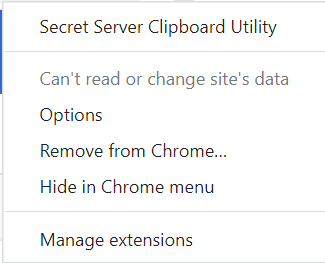 Secret Server Clipboard Utility
Can't read or change site's data
Options
Remove from Chrome...
Hide in Chrome menu
Manage extensions